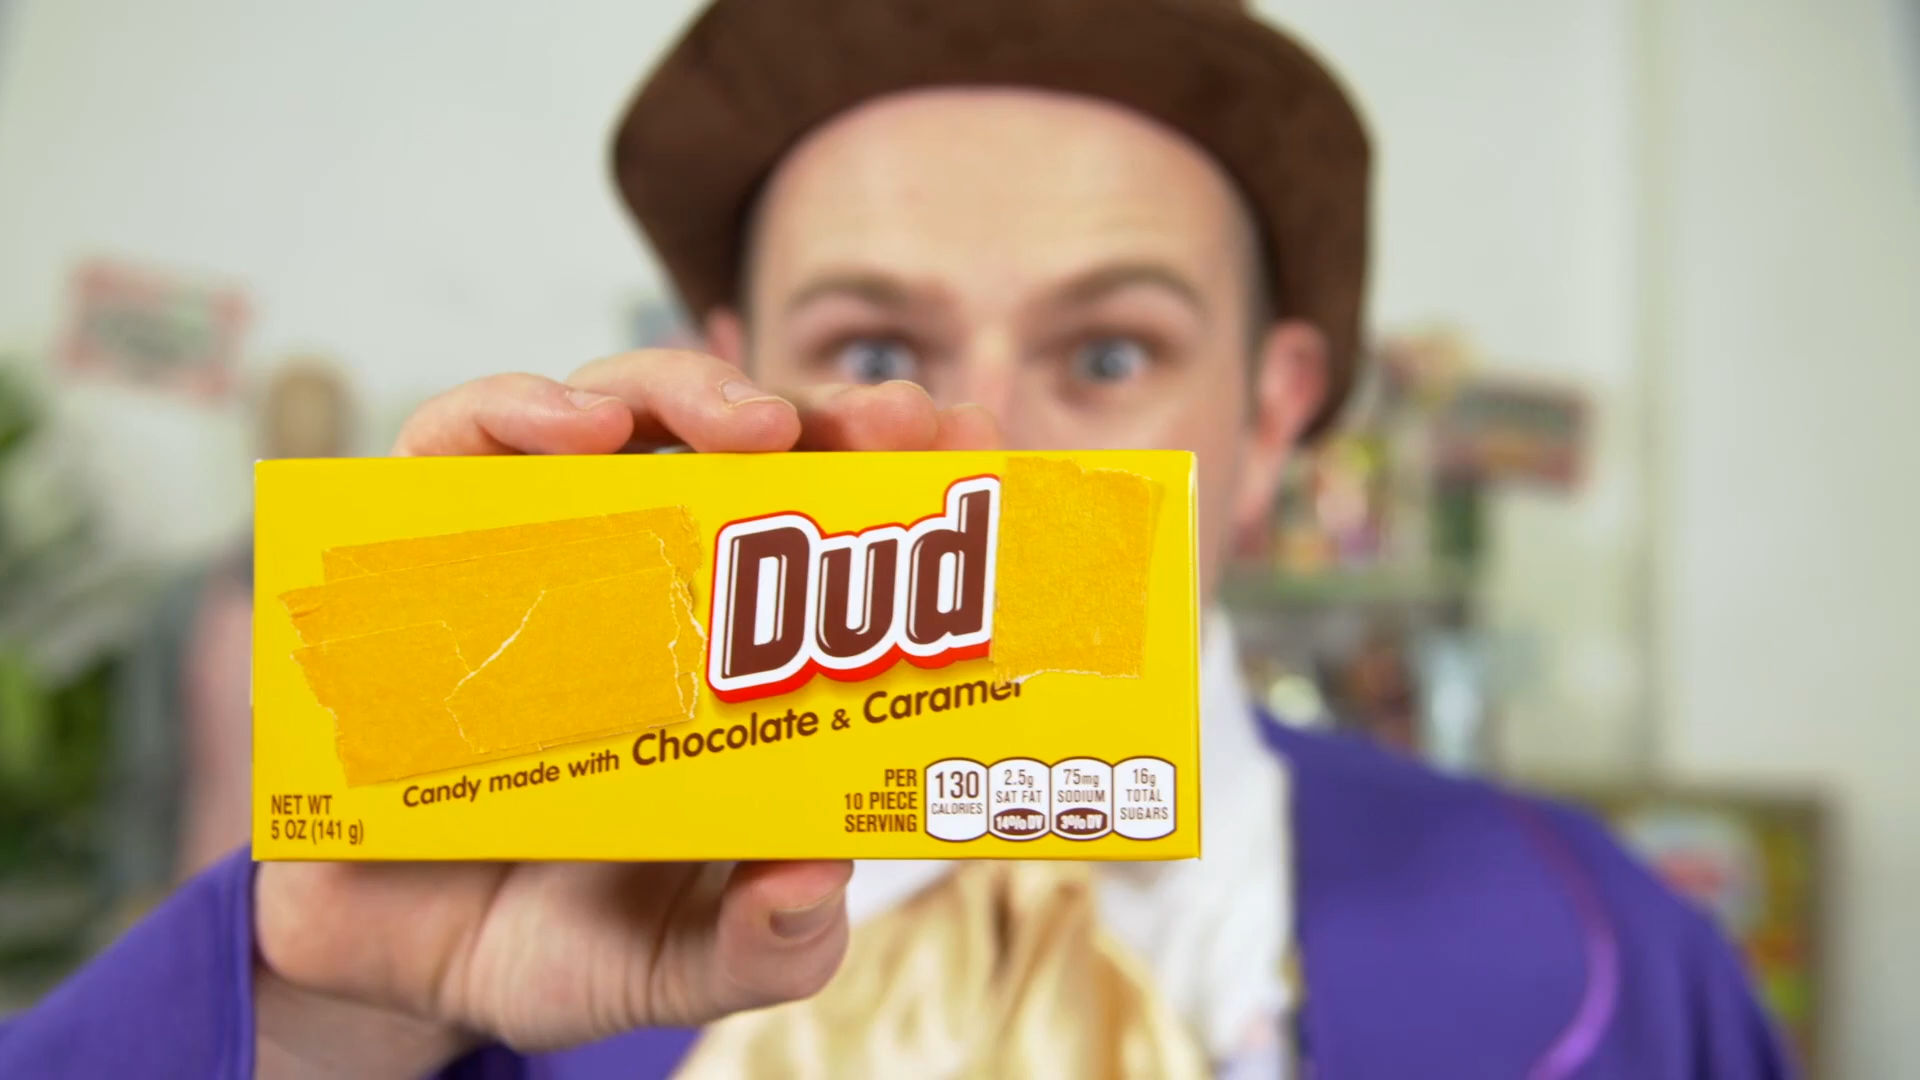 Dud
Candy made with Chocolate & Caramel
NET WT
5 OZ (141 g)
PER
10 PIECE
SERVING
130
CALORIES
2.5g
SAT FAT
14% DV
75mg
SODIUM
3% DV
16g
TOTAL
SUGARS